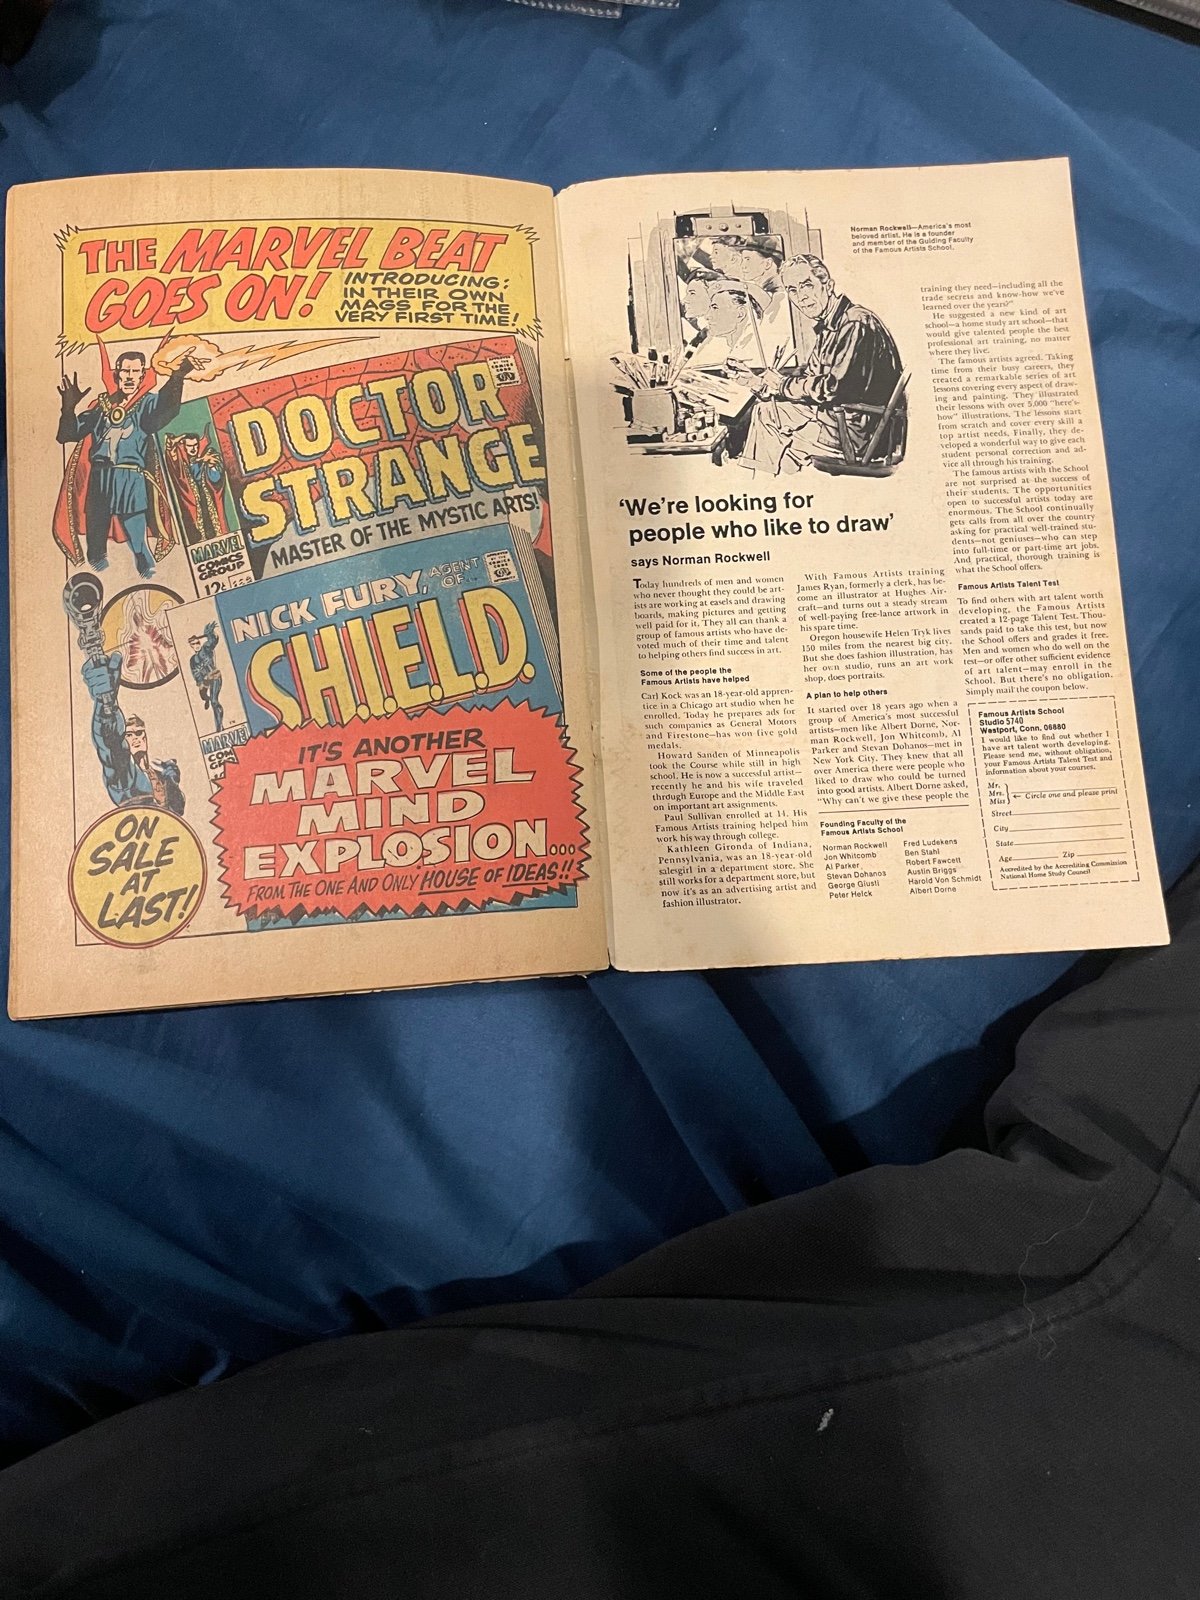 THE MARVEL BEAT
GOES ON!
INTRODUCING;
IN THEIR OWN
MAGS FOR THE
VERY FIRST TIME!
DOCTOR
STRANGE
MASTER OF THE MYSTIC ARTS!
MARVEL
COMICS
GROUP
12¢
NICK FURY, AGENT
OF...
S.H.I.E.L.D.
MARVEL
IT'S ANOTHER
MARVEL
MIND
EXPLOSION...
FROM THE ONE AND ONLY HOUSE OF IDEAS!!
ON
SALE
AT
LAST!
Norman Rockwell—America's most
beloved artist. He is a founder
and member of the Guiding Faculty
of the Famous Artists School.
'We're looking for
people who like to draw'
says Norman Rockwell
Today hundreds of men and women
who never thought they could be art-
ists are working at easels and drawing
boards, making pictures and getting
well paid for it. They all can thank a
group of famous artists who have de-
voted much of their time and talent
to helping others find success in art.
Some of the people the
Famous Artists have helped
Carl Kock was an 18-year-old appren-
tice in a Chicago art studio when he
enrolled. Today he prepares ads for
such companies as General Motors
and Firestone—has won five gold
medals.
Howard Sanden of Minneapolis
took the Course while still in high
school. He is now a successful artist—
recently he and his wife traveled
through Europe and the Middle East
on important art assignments.
Paul Sullivan enrolled at 14. His
Famous Artists training helped him
work his way through college.
Kathleen Gironda of Indiana,
Pennsylvania, was an 18-year-old
salesgirl in a department store. She
still works for a department store, but
now it's as an advertising artist and
fashion illustrator.
With Famous Artists training
James Ryan, formerly a clerk, has be-
come an illustrator at Hughes Air-
craft—and turns out a steady stream
of well-paying free-lance artwork in
his spare time.
Oregon housewife Helen Tryk lives
150 miles from the nearest big city.
But she does fashion illustration, has
her own studio, runs an art work
shop, does portraits.
A plan to help others
It started over 18 years ago when a
group of America's most successful
artists—men like Albert Dorne, Nor-
man Rockwell, Jon Whitcomb, Al
Parker and Stevan Dohanos—met in
New York City. They knew that all
over America there were people who
liked to draw who could be turned
into good artists. Albert Dorne asked,
"Why can't we give these people the
Founding Faculty of the
Famous Artists School
Norman Rockwell
Jon Whitcomb
Al Parker
Stevan Dohanos
George Giusti
Peter Helck
Fred Ludekens
Ben Stahl
Robert Fawcett
Austin Briggs
Harold Von Schmidt
Albert Dorne
training they need—including all the
trade secrets and know-how we've
learned over the years?"
He suggested a new kind of art
school—a home study art school—that
would give talented people the best
professional art training, no matter
where they live.
The famous artists agreed. Taking
time from their busy careers, they
created a remarkable series of art
lessons covering every aspect of draw-
ing and painting. They illustrated
their lessons with over 5,000 "here's-
how" illustrations. The lessons start
from scratch and cover every skill a
top artist needs. Finally, they de-
veloped a wonderful way to give each
student personal correction and ad-
vice all through his training.
The famous artists with the School
are not surprised at the success of
their students. The opportunities
open to successful artists today are
enormous. The School continually
gets calls from all over the country
asking for practical well-trained stu-
dents—not geniuses—who can step
into full-time or part-time art jobs.
And practical, thorough training is
what the School offers.
Famous Artists Talent Test
To find others with art talent worth
developing, the Famous Artists
created a 12-page Talent Test. Thou-
sands paid to take this test, but now
the School offers and grades it free.
Men and women who do well on the
test—or offer other sufficient evidence
of art talent—may enroll in the
School. But there's no obligation.
Simply mail the coupon below.
Famous Artists School
Studio 5740
Westport, Conn. 06880
I would like to find out whether I
have art talent worth developing.
Please send me, without obligation,
your Famous Artists Talent Test and
information about your courses.
Mr.
Mrs. ← Circle one and please print
Miss
Street
City
State
Age Zip
Accredited by the Accrediting Commission
National Home Study Council